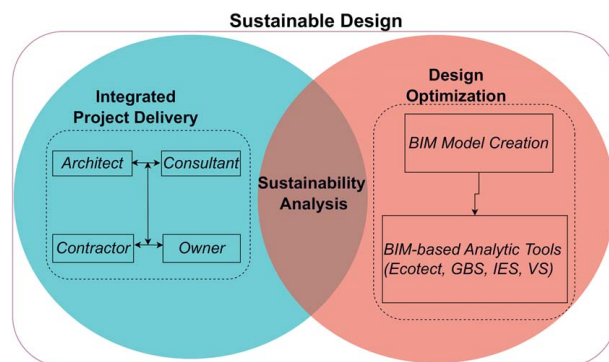 Sustainable Design
Integrated
Project Delivery
Architect
Consultant
Contractor
Owner
Sustainability
Analysis
Design
Optimization
BIM Model Creation
BIM-based Analytic Tools
(Ecotect, GBS, IES, VS)